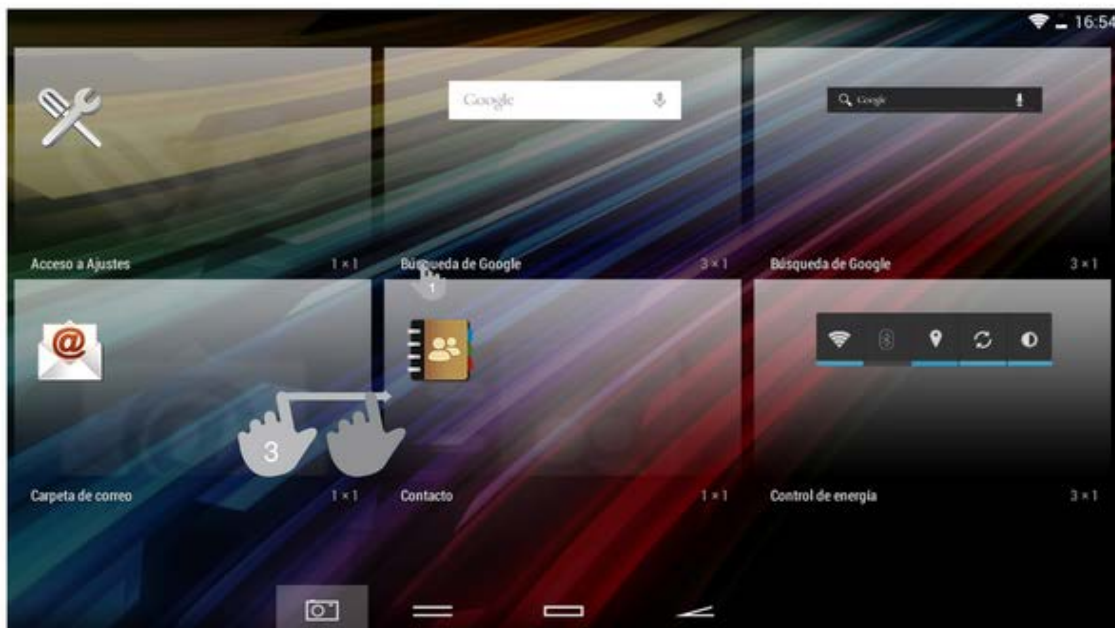 16:54
Google
Google
Acceso a Ajustes 1 × 1
Búsqueda de Google 3 × 1
Búsqueda de Google 3 × 1
1
@
3
Carpeta de correo 1 × 1
Contacto 1 × 1
Control de energía 3 × 1